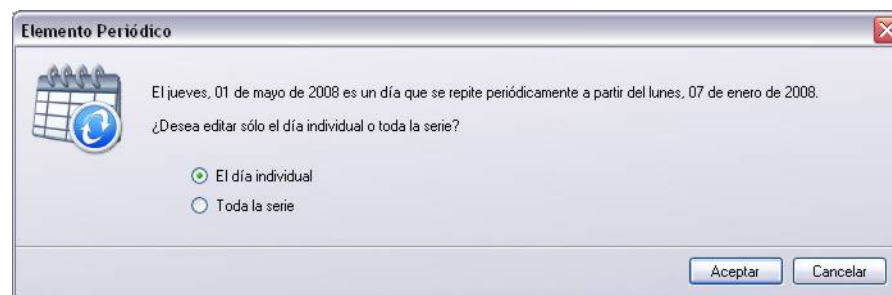 Elemento Periódico
El jueves, 01 de mayo de 2008 es un día que se repite periódicamente a partir del lunes, 07 de enero de 2008.
¿Desea editar sólo el día individual o toda la serie?
El día individual
Toda la serie
Aceptar
Cancelar